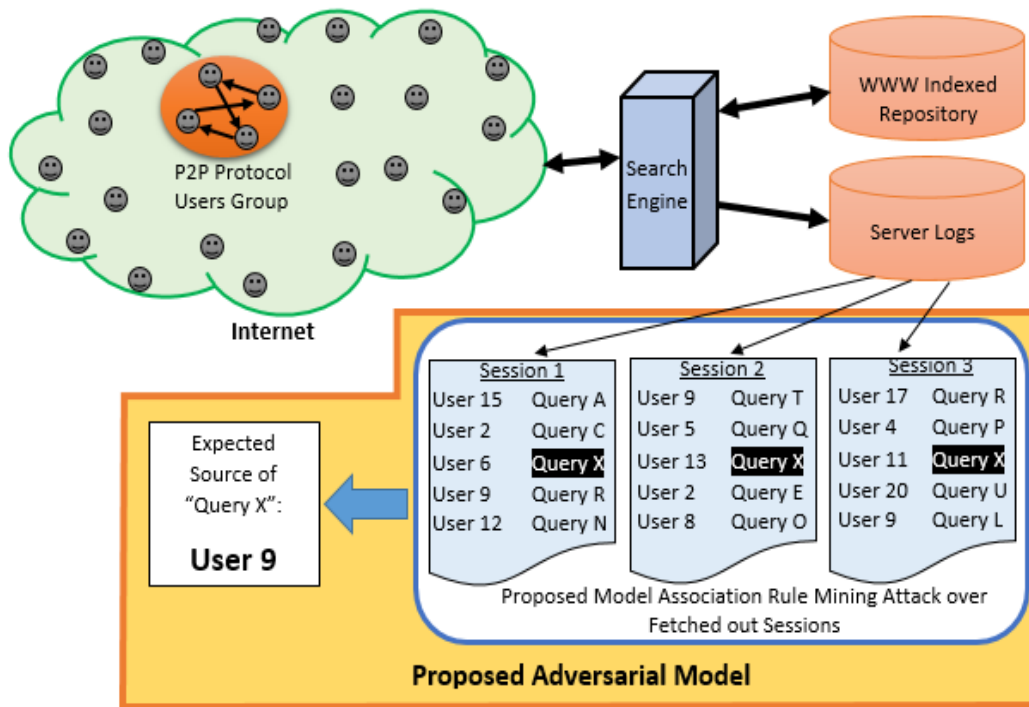 P2P Protocol
Users Group
Internet
Search
Engine
WWW Indexed
Repository
Server Logs
Session 1
User 15 Query A
User 2 Query C
User 6 Query X
User 9 Query R
User 12 Query N
Session 2
User 9 Query T
User 5 Query Q
User 13 Query X
User 2 Query E
User 8 Query O
Session 3
User 17 Query R
User 4 Query P
User 11 Query X
User 20 Query U
User 9 Query L
Expected
Source of
“Query X”:
User 9
Proposed Model Association Rule Mining Attack over
Fetched out Sessions
Proposed Adversarial Model